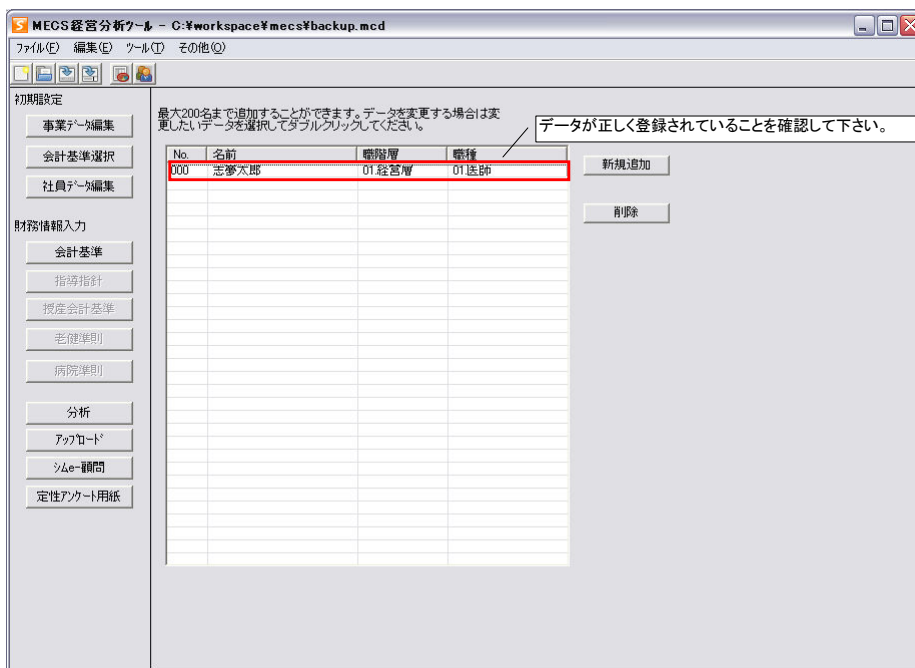 MECS経営分析ツール - C:¥workspace¥mecs¥backup.mcd
ファイル(F) 編集(E) ツール(T) その他(O)
初期設定
事業データ編集
会計基準選択
社員データ編集
財務情報入力
会計基準
指導指針
授産会計基準
老健準則
病院準則
分析
アップロード
シムe-顧問
定性アンケート用紙
最大200名まで追加することができます。データを変更する場合は変
更したいデータを選択してダブルクリックしてください。
データが正しく登録されていることを確認して下さい。
No. 名前 職階層 職種
000 志夢太郎 01.経営層 01.医師
新規追加
削除